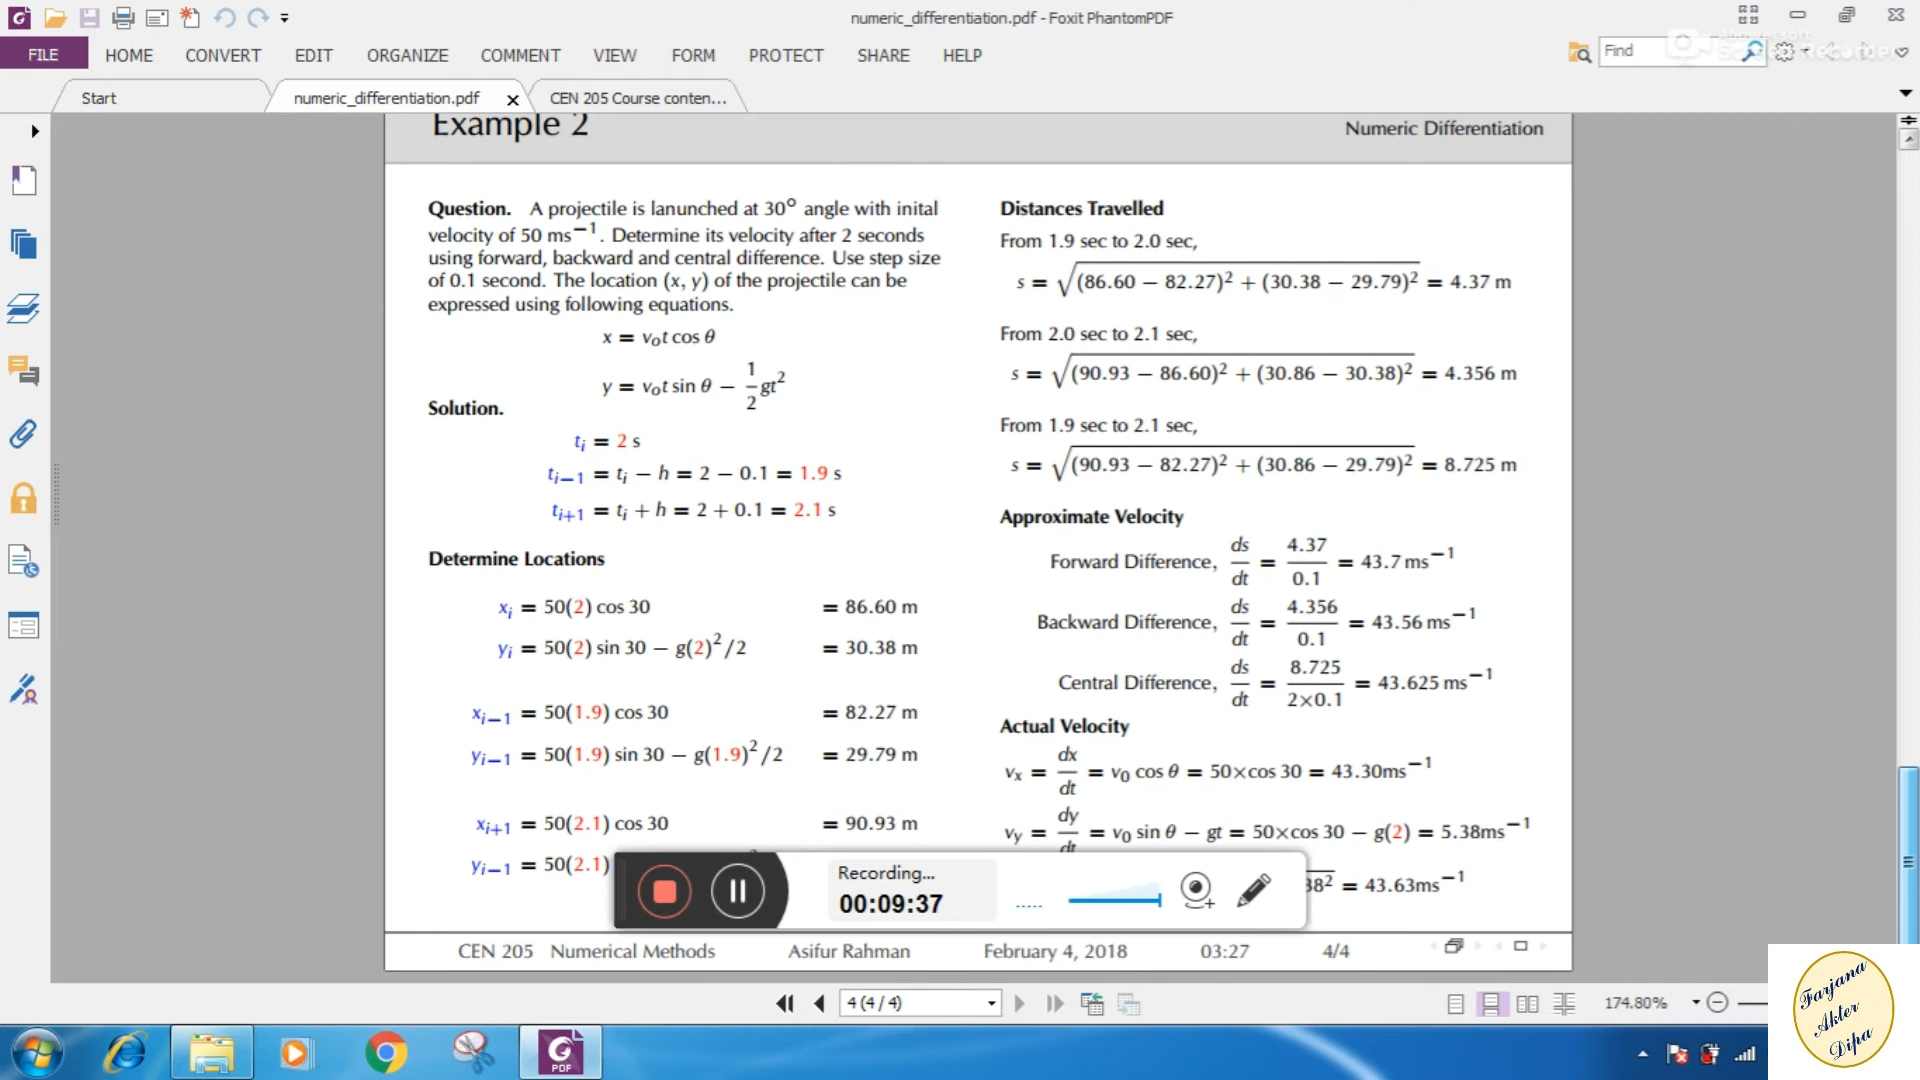 numeric_differentiation.pdf - Foxit PhantomPDF
FILE HOME CONVERT EDIT ORGANIZE COMMENT VIEW FORM PROTECT SHARE HELP
Find
Start numeric_differentiation.pdf CEN 205 Course conten...
Example 2
Numeric Differentiation
Question. A projectile is lanunched at 30° angle with inital
velocity of 50 ms⁻¹. Determine its velocity after 2 seconds
using forward, backward and central difference. Use step size
of 0.1 second. The location (x, y) of the projectile can be
expressed using following equations.
x = v₀t cos θ
y = v₀t sin θ − 1/2 gt²
Solution.
tᵢ = 2 s
tᵢ₋₁ = tᵢ − h = 2 − 0.1 = 1.9 s
tᵢ₊₁ = tᵢ + h = 2 + 0.1 = 2.1 s
Determine Locations
xᵢ = 50(2) cos 30 = 86.60 m
yᵢ = 50(2) sin 30 − g(2)²/2 = 30.38 m
xᵢ₋₁ = 50(1.9) cos 30 = 82.27 m
yᵢ₋₁ = 50(1.9) sin 30 − g(1.9)²/2 = 29.79 m
xᵢ₊₁ = 50(2.1) cos 30 = 90.93 m
yᵢ₋₁ = 50(2.1)
Distances Travelled
From 1.9 sec to 2.0 sec,
s = √(86.60 − 82.27)² + (30.38 − 29.79)² = 4.37 m
From 2.0 sec to 2.1 sec,
s = √(90.93 − 86.60)² + (30.86 − 30.38)² = 4.356 m
From 1.9 sec to 2.1 sec,
s = √(90.93 − 82.27)² + (30.86 − 29.79)² = 8.725 m
Approximate Velocity
Forward Difference, ds/dt = 4.37/0.1 = 43.7 ms⁻¹
Backward Difference, ds/dt = 4.356/0.1 = 43.56 ms⁻¹
Central Difference, ds/dt = 8.725/2×0.1 = 43.625 ms⁻¹
Actual Velocity
vₓ = dx/dt = v₀ cos θ = 50×cos 30 = 43.30ms⁻¹
v_y = dy/dt = v₀ sin θ − gt = 50×cos 30 − g(2) = 5.38ms⁻¹
38² = 43.63ms⁻¹
Recording...
00:09:37
CEN 205 Numerical Methods Asifur Rahman February 4, 2018 03:27 4/4
4 (4 / 4)
174.80%
PDF
Farjana
Akter
Dipa